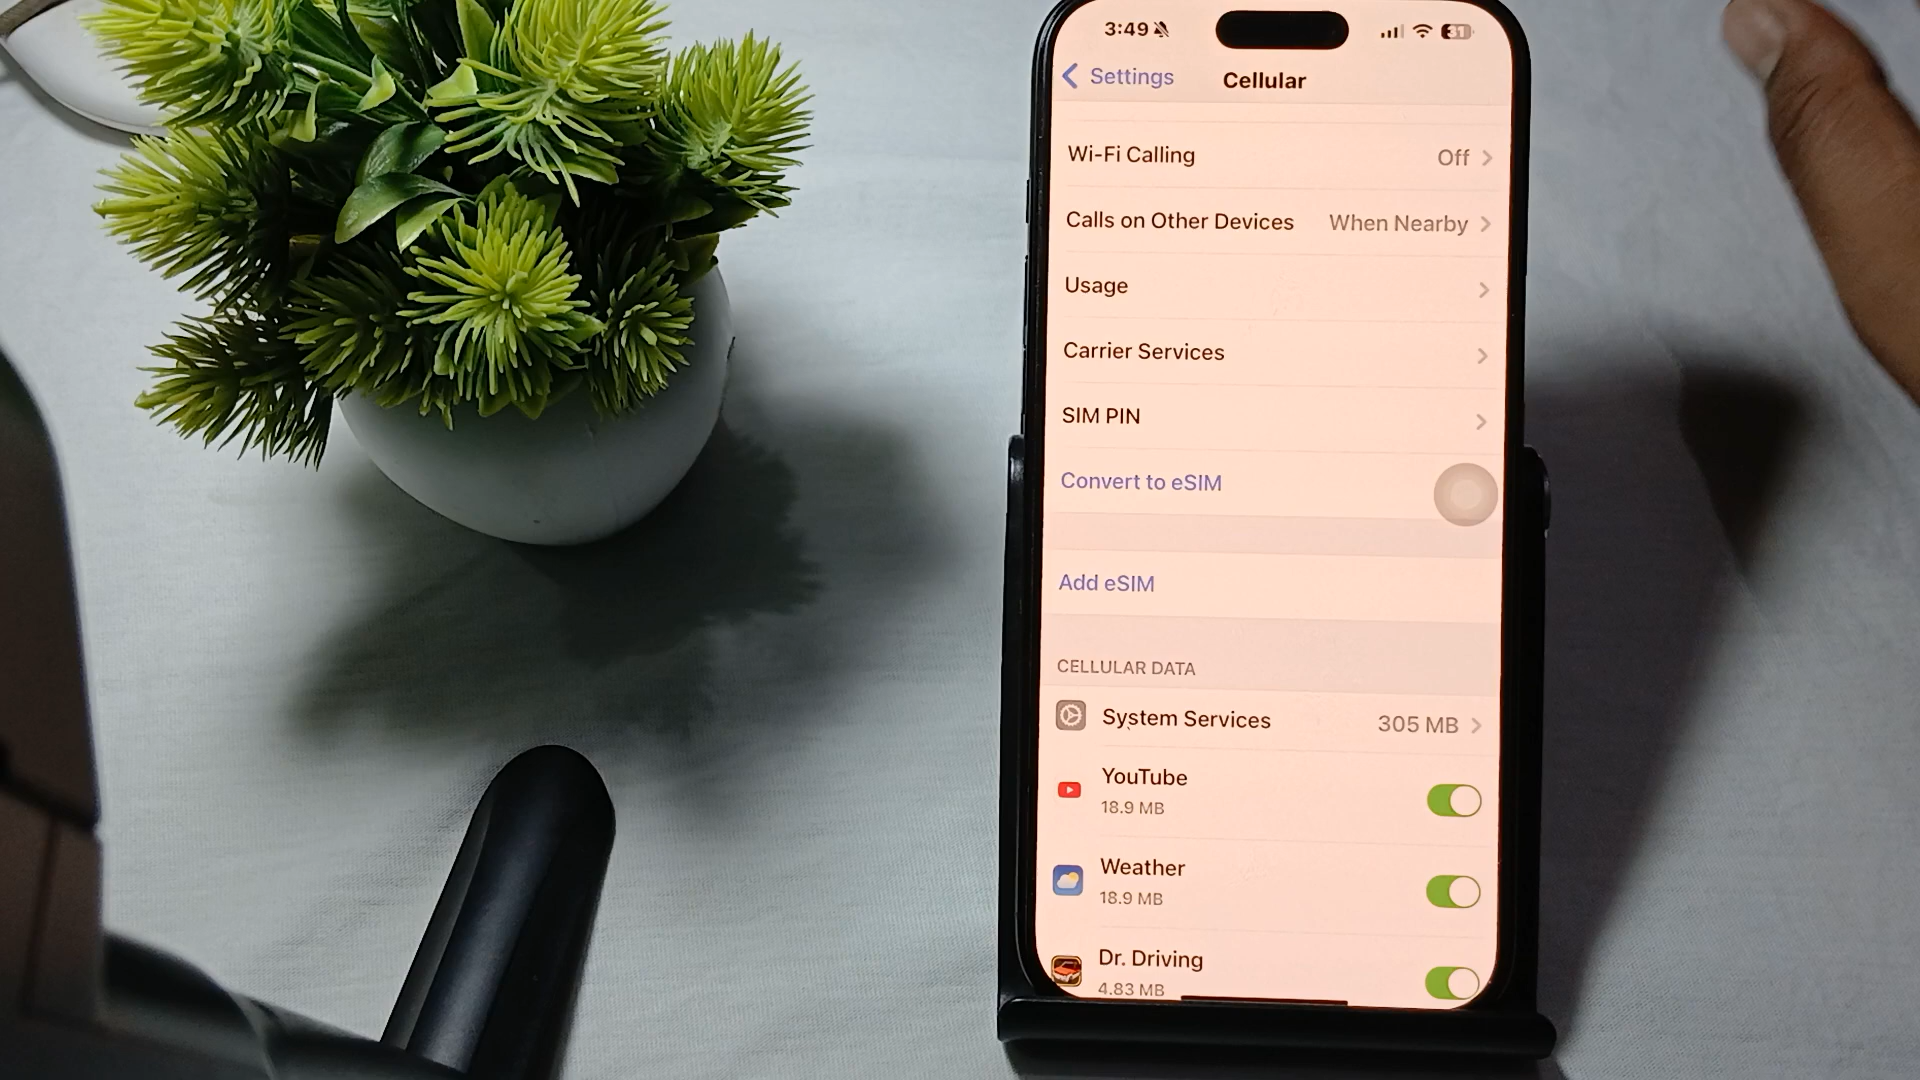 3:49 31
Settings Cellular
Wi-Fi Calling Off
Calls on Other Devices When Nearby
Usage
Carrier Services
SIM PIN
Convert to eSIM
Add eSIM
CELLULAR DATA
System Services 305 MB
YouTube
18.9 MB
Weather
18.9 MB
Dr. Driving
4.83 MB